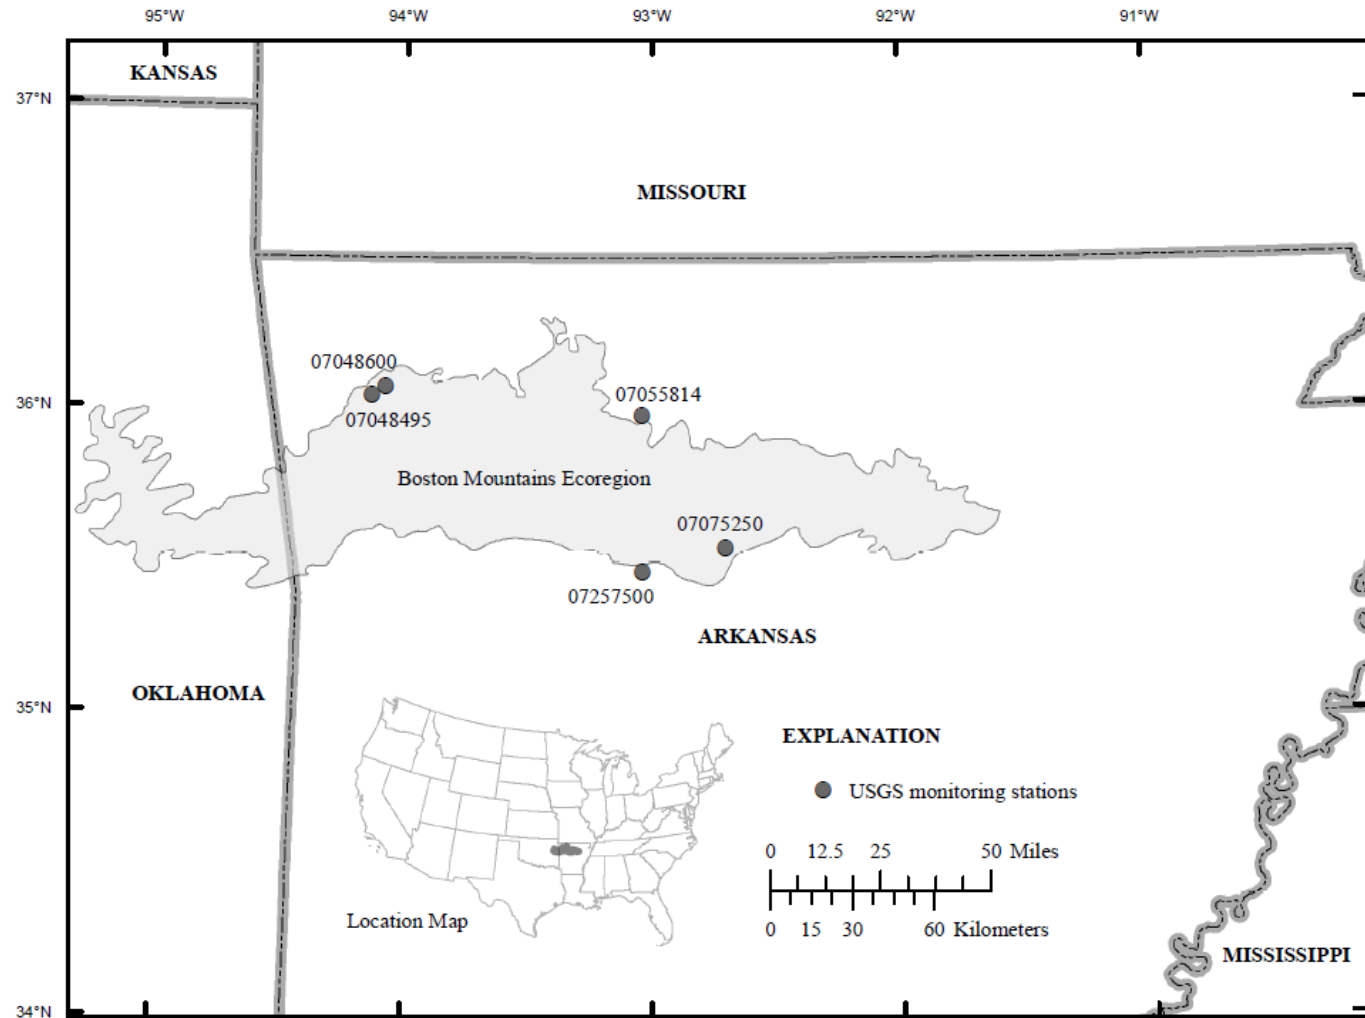 95°W 94°W 93°W 92°W 91°W
KANSAS
37°N
MISSOURI
07048600
07055814
36°N
07048495
Boston Mountains Ecoregion
07075250
07257500
ARKANSAS
OKLAHOMA
35°N
EXPLANATION
USGS monitoring stations
0 12.5 25 50 Miles
0 15 30 60 Kilometers
Location Map
MISSISSIPPI
34°N